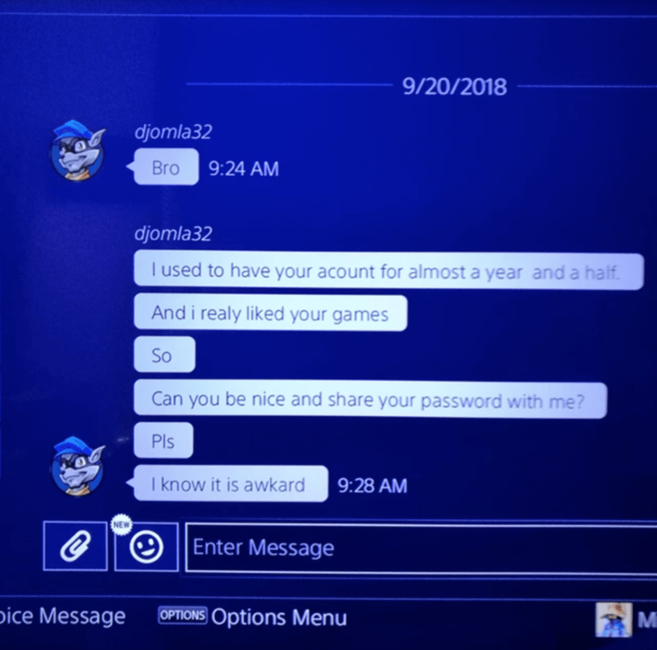 9/20/2018
djomla32
Bro 9:24 AM
djomla32
I used to have your acount for almost a year and a half.
And i realy liked your games
So
Can you be nice and share your password with me?
Pls
I know it is awkard 9:28 AM
NEW
Enter Message
oice Message OPTIONS Options Menu M